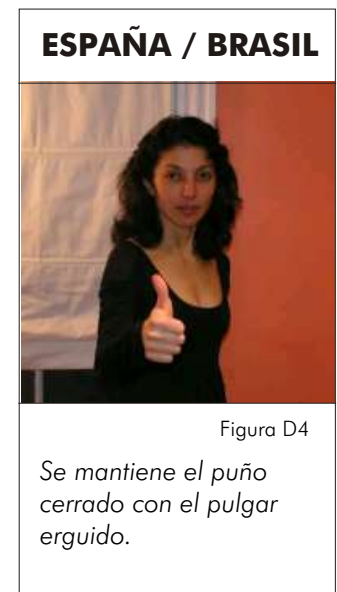 ESPAÑA / BRASIL
Figura D4
Se mantiene el puño
cerrado con el pulgar
erguido.